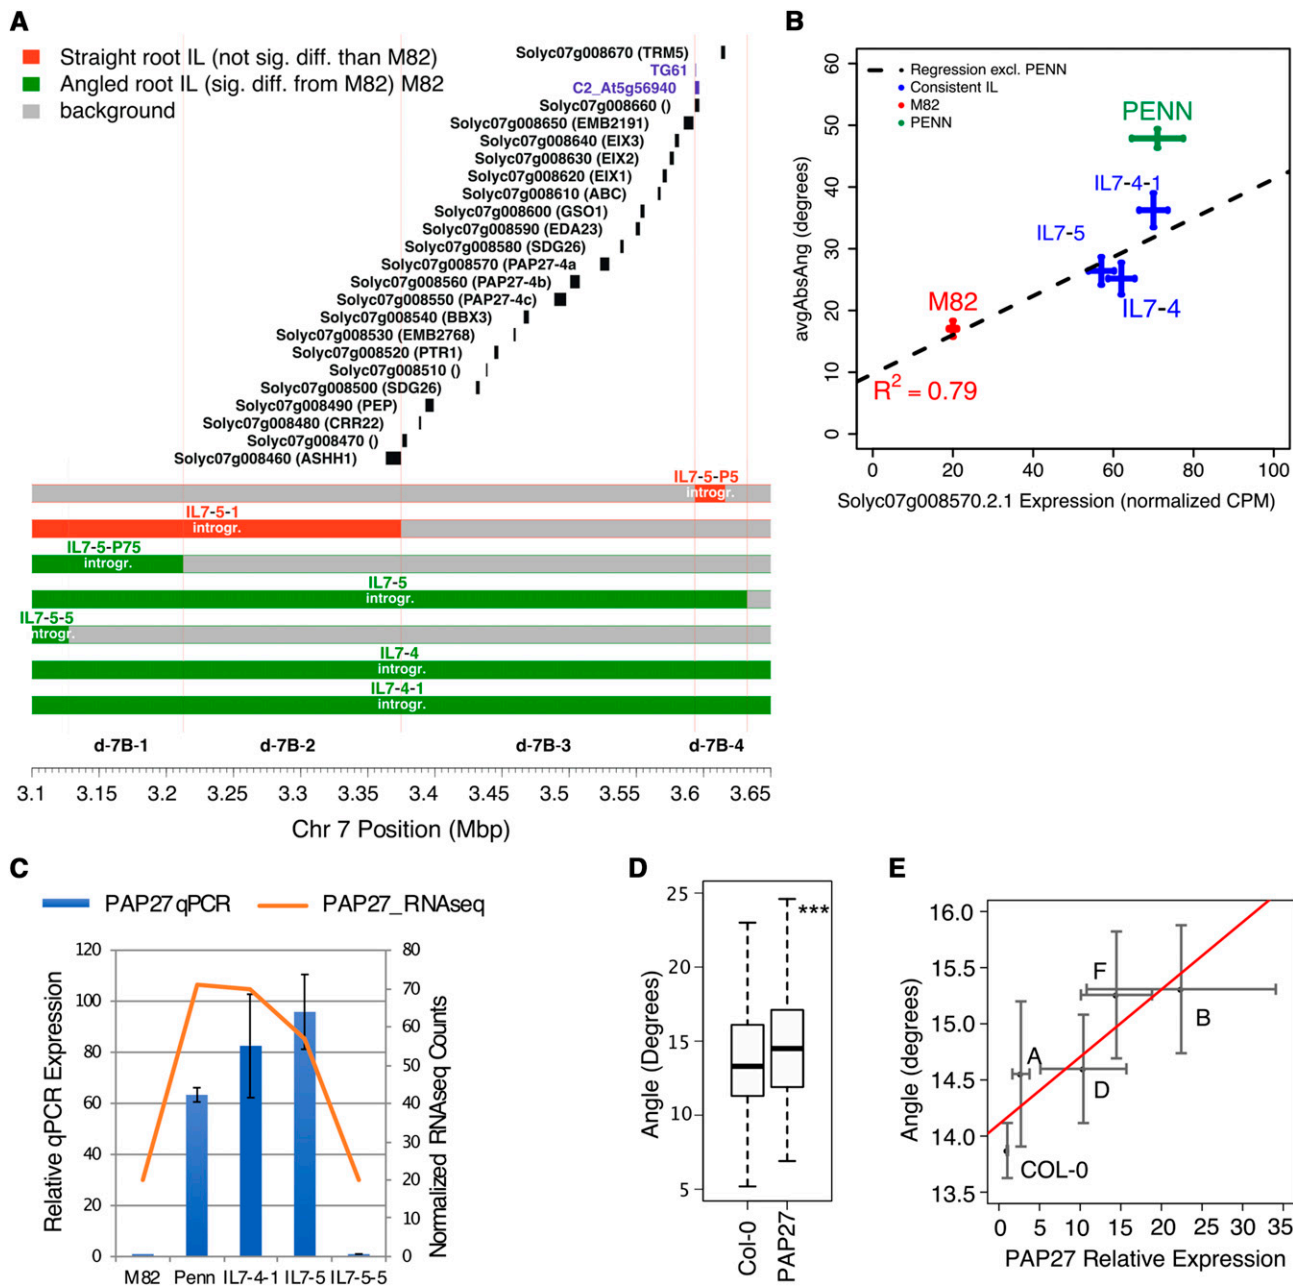 A
Straight root IL (not sig. diff. than M82)
Angled root IL (sig. diff. from M82) M82
background
Solyc07g008670 (TRM5)
TG61
C2_At5g56940
Solyc07g008660 ()
Solyc07g008650 (EMB2191)
Solyc07g008640 (EIX3)
Solyc07g008630 (EIX2)
Solyc07g008620 (EIX1)
Solyc07g008610 (ABC)
Solyc07g008600 (GSO1)
Solyc07g008590 (EDA23)
Solyc07g008580 (SDG26)
Solyc07g008570 (PAP27-4a
Solyc07g008560 (PAP27-4b)
Solyc07g008550 (PAP27-4c)
Solyc07g008540 (BBX3)
Solyc07g008530 (EMB2768)
Solyc07g008520 (PTR1)
Solyc07g008510 ()
Solyc07g008500 (SDG26)
Solyc07g008490 (PEP)
Solyc07g008480 (CRR22)
Solyc07g008470 ()
Solyc07g008460 (ASHH1)
IL7-5-P5
introgr.
IL7-5-1
introgr.
IL7-5-P75
introgr.
IL7-5
introgr.
IL7-5-5
ntrogr.
IL7-4
introgr.
IL7-4-1
introgr.
d-7B-1 d-7B-2 d-7B-3 d-7B-4
3.1 3.15 3.2 3.25 3.3 3.35 3.4 3.45 3.5 3.55 3.6 3.65
Chr 7 Position (Mbp)
B
Regression excl. PENN
Consistent IL
M82
PENN
PENN
IL7-4-1
IL7-5
IL7-4
M82
R² = 0.79
avgAbsAng (degrees)
60
50
40
30
20
10
0
0 20 40 60 80 100
Solyc07g008570.2.1 Expression (normalized CPM)
C
PAP27 qPCR PAP27_RNAseq
Relative qPCR Expression
120
100
80
60
40
20
0
80
70
60
50
40
30
20
10
0
Normalized RNAseq Counts
M82 Penn IL7-4-1 IL7-5 IL7-5-5
D
Angle (Degrees)
25
20
15
10
5
***
Col-0 PAP27
E
Angle (degrees)
16.0
15.5
15.0
14.5
14.0
13.5
F
B
A
D
COL-0
0 5 10 15 20 25 30 35
PAP27 Relative Expression